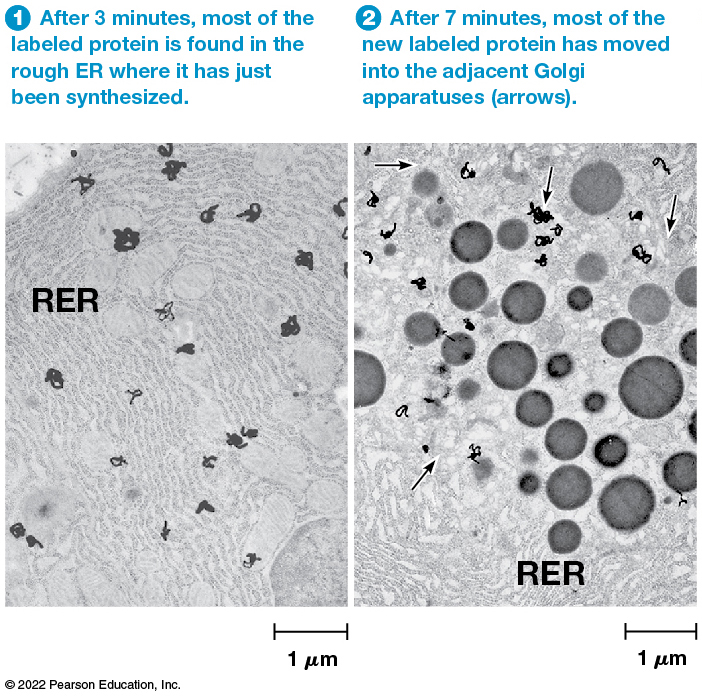 1 After 3 minutes, most of the
labeled protein is found in the
rough ER where it has just
been synthesized.
2 After 7 minutes, most of the
new labeled protein has moved
into the adjacent Golgi
apparatuses (arrows).
RER
RER
1 μm
1 μm
© 2022 Pearson Education, Inc.